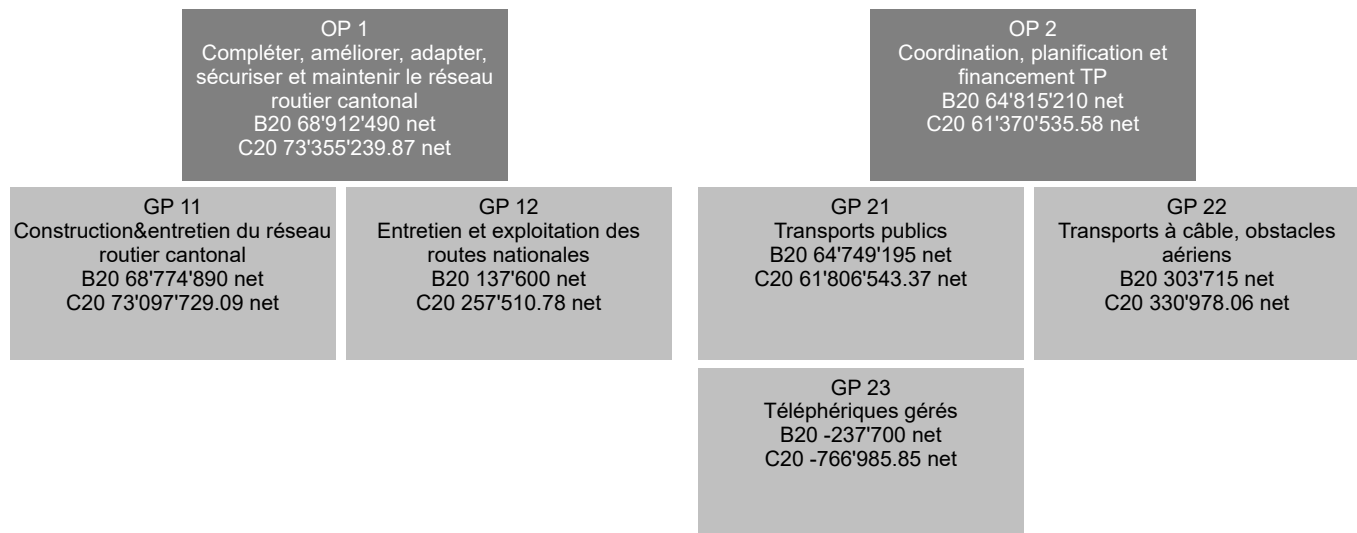 OP 1
Compléter, améliorer, adapter,
sécuriser et maintenir le réseau
routier cantonal
B20 68'912'490 net
C20 73'355'239.87 net
OP 2
Coordination, planification et
financement TP
B20 64'815'210 net
C20 61'370'535.58 net
GP 11
Construction&entretien du réseau
routier cantonal
B20 68'774'890 net
C20 73'097'729.09 net
GP 12
Entretien et exploitation des
routes nationales
B20 137'600 net
C20 257'510.78 net
GP 21
Transports publics
B20 64'749'195 net
C20 61'806'543.37 net
GP 22
Transports à câble, obstacles
aériens
B20 303'715 net
C20 330'978.06 net
GP 23
Téléphériques gérés
B20 -237'700 net
C20 -766'985.85 net